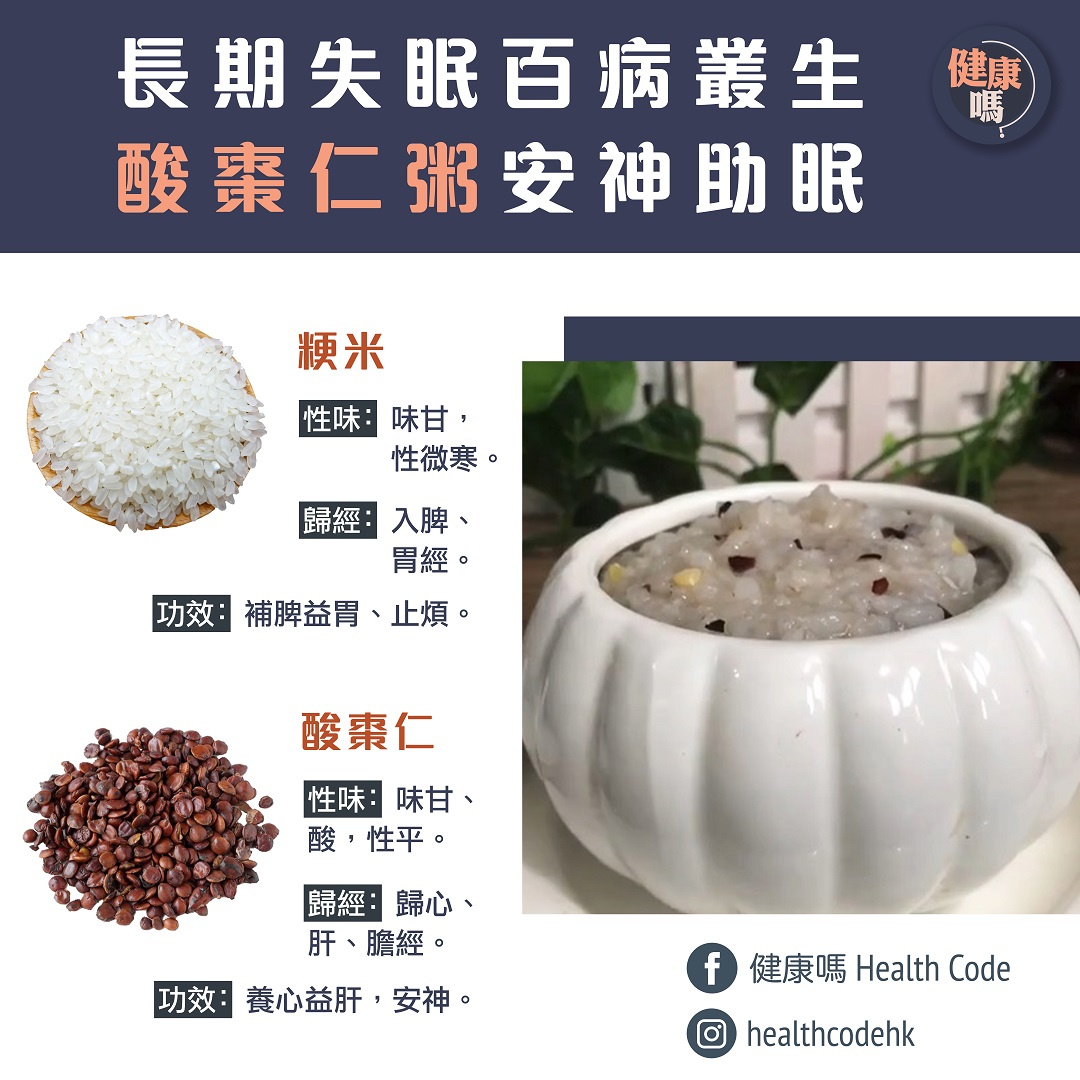 長期失眠百病叢生
酸棗仁粥安神助眠
健康
嗎
粳米
性味: 味甘，
性微寒。
歸經: 入脾、
胃經。
功效: 補脾益胃、止煩。
酸棗仁
性味: 味甘、
酸，性平。
歸經: 歸心、
肝、膽經。
功效: 養心益肝，安神。
健康嗎 Health Code
healthcodehk